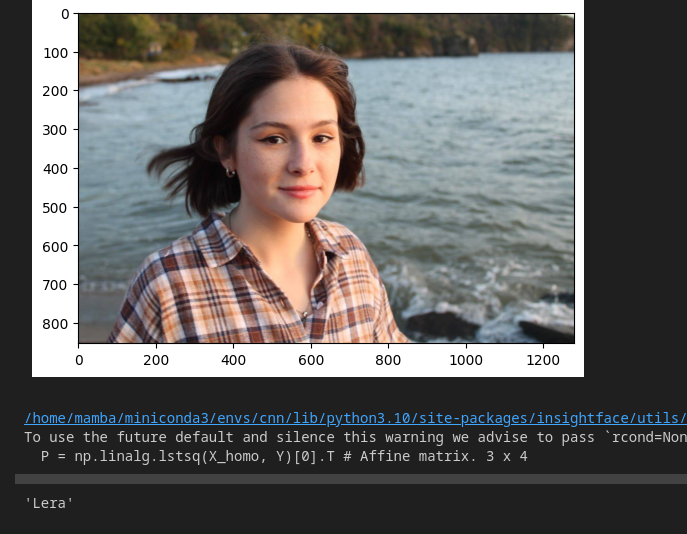 0
100
200
300
400
500
600
700
800
0 200 400 600 800 1000 1200
/home/mamba/miniconda3/envs/cnn/lib/python3.10/site-packages/insightface/utils/
To use the future default and silence this warning we advise to pass `rcond=Non
P = np.linalg.lstsq(X_homo, Y)[0].T # Affine matrix. 3 x 4
'Lera'